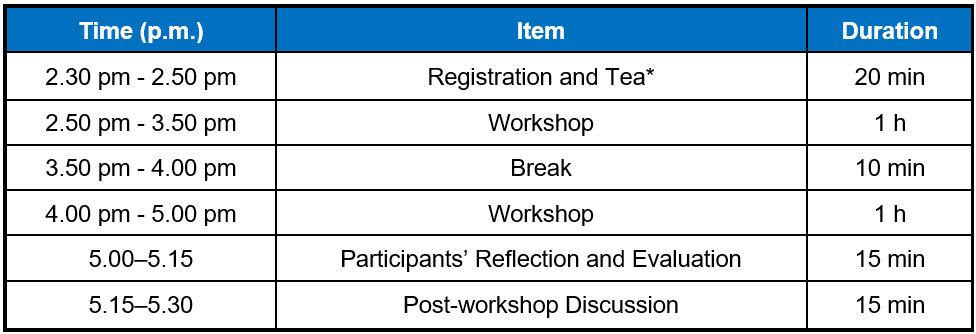 Time (p.m.) Item Duration
2.30 pm - 2.50 pm Registration and Tea* 20 min
2.50 pm - 3.50 pm Workshop 1 h
3.50 pm - 4.00 pm Break 10 min
4.00 pm - 5.00 pm Workshop 1 h
5.00–5.15 Participants’ Reflection and Evaluation 15 min
5.15–5.30 Post-workshop Discussion 15 min